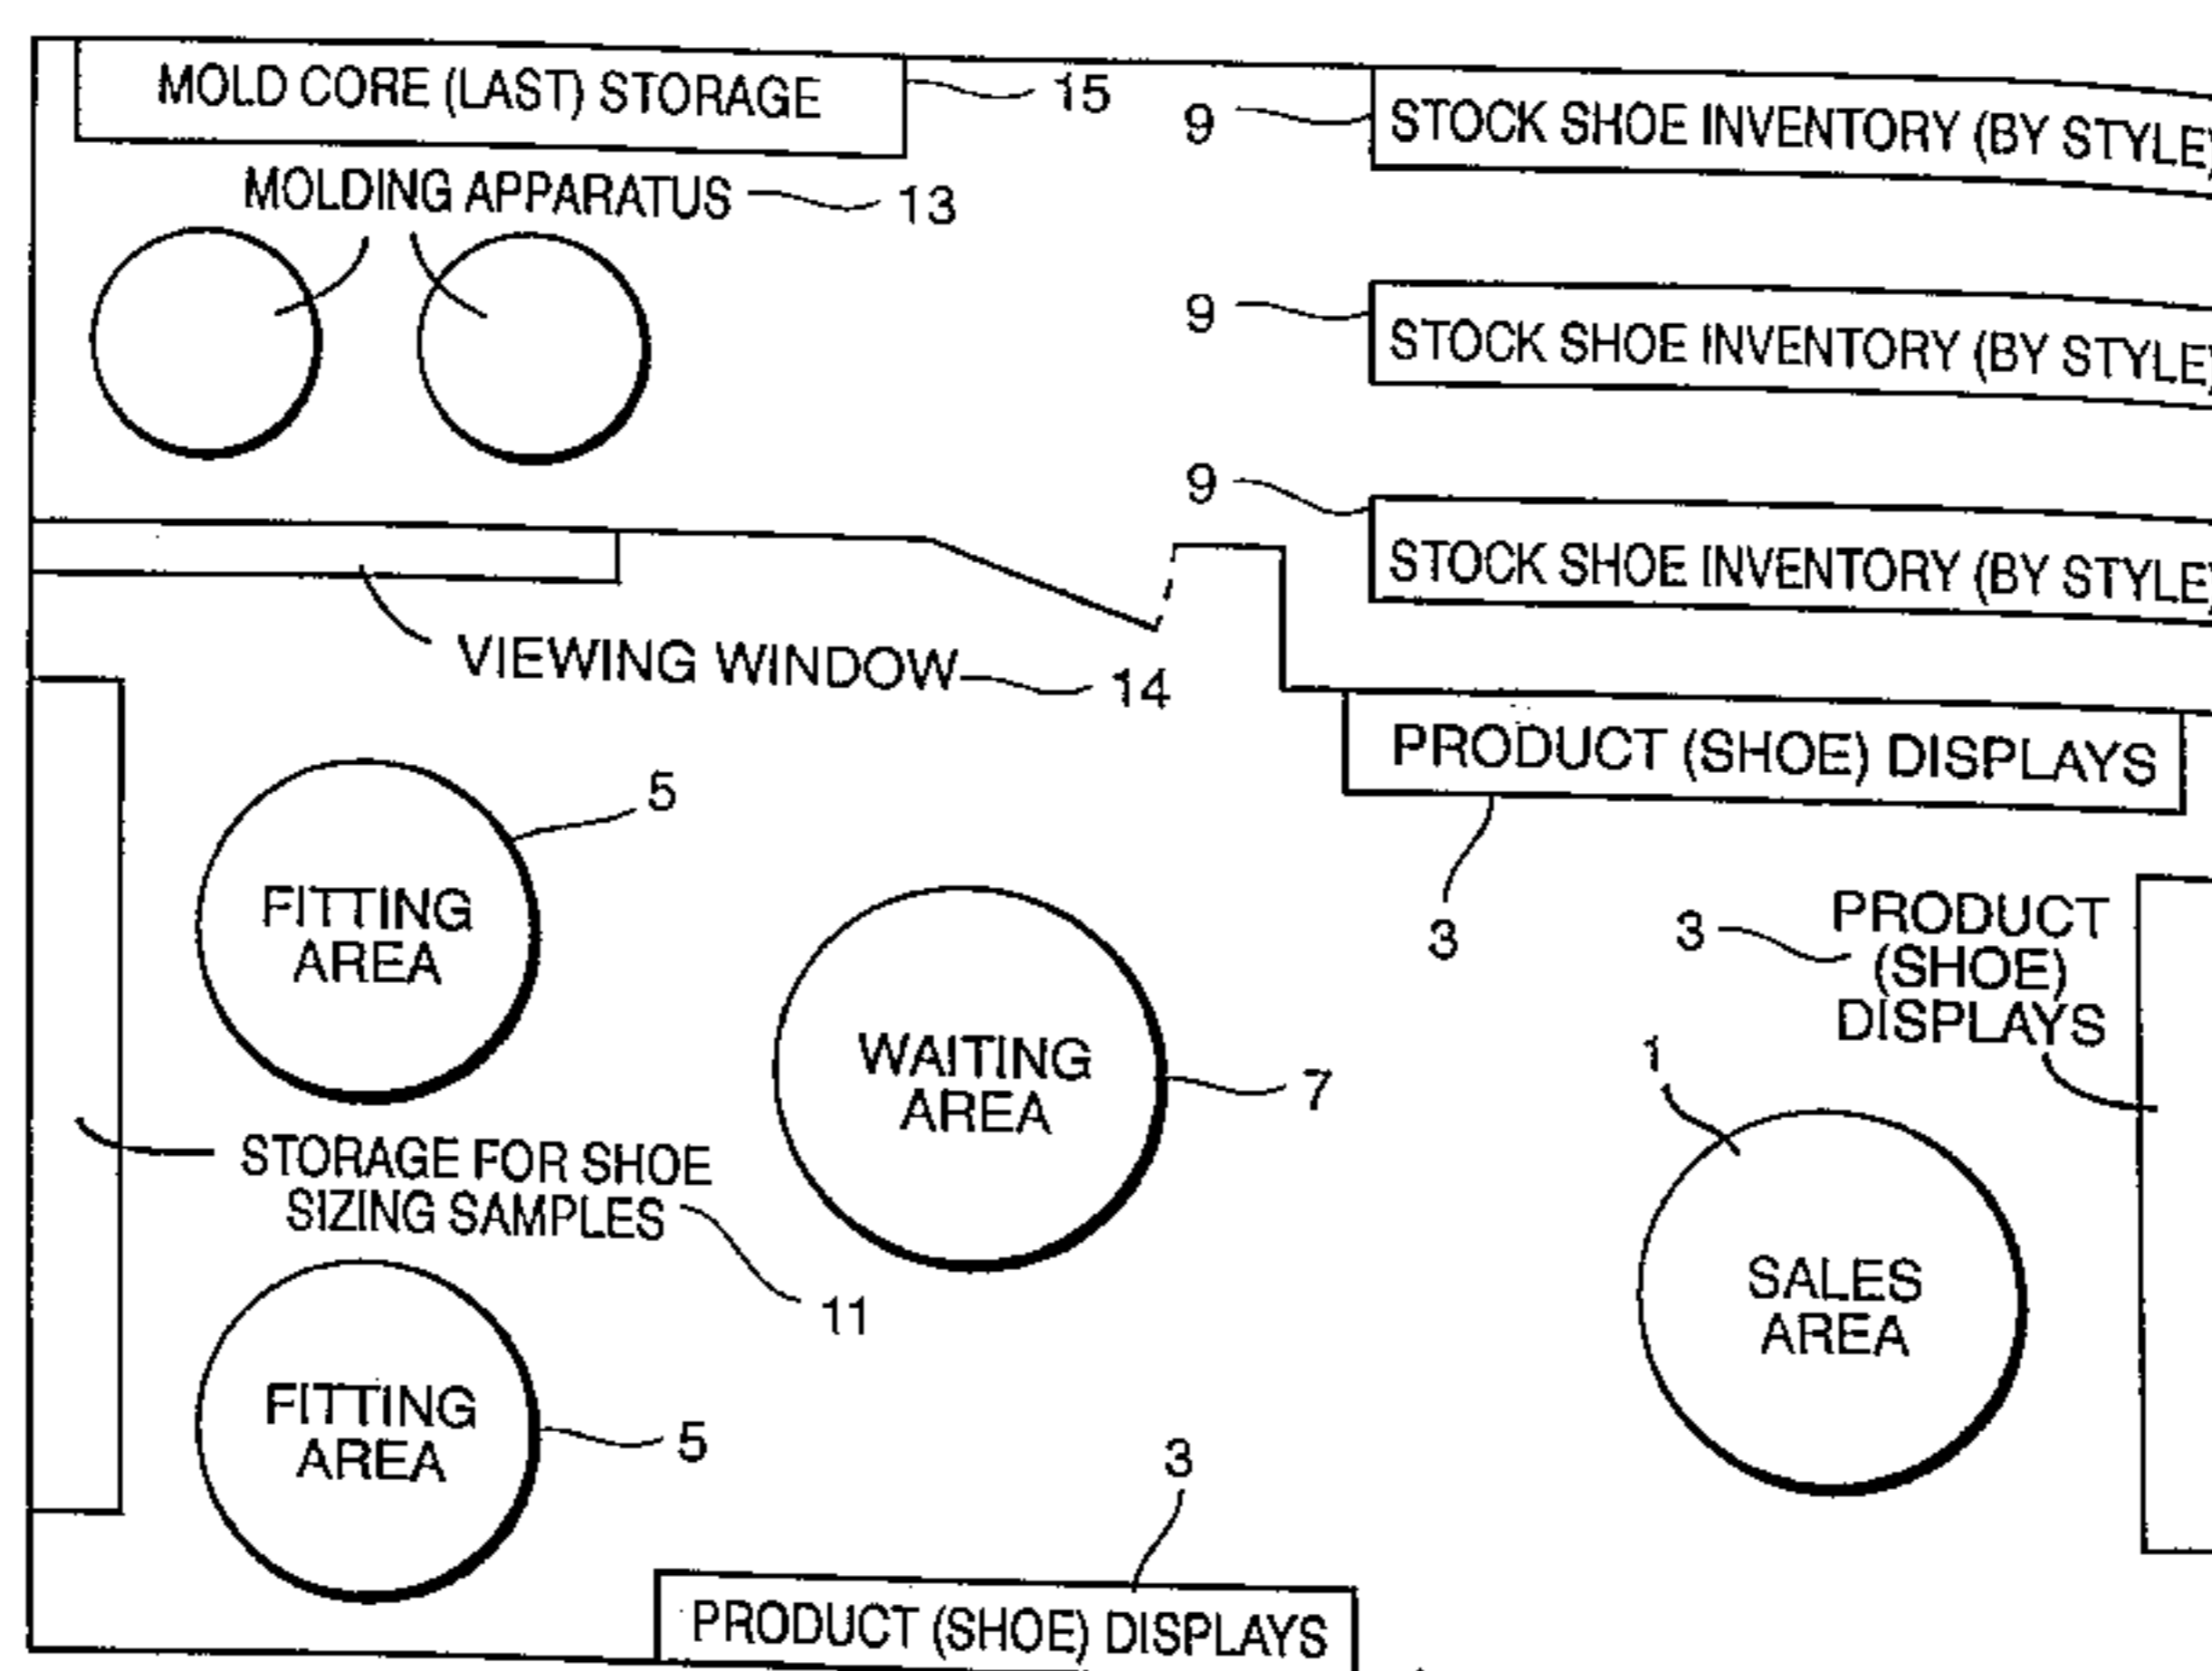 MOLD CORE (LAST) STORAGE
15
9
STOCK SHOE INVENTORY (BY STYLE)
MOLDING APPARATUS
13
9
STOCK SHOE INVENTORY (BY STYLE)
9
STOCK SHOE INVENTORY (BY STYLE)
VIEWING WINDOW
14
PRODUCT (SHOE) DISPLAYS
3
5
FITTING
AREA
3
PRODUCT
(SHOE)
DISPLAYS
WAITING
AREA
7
1
SALES
AREA
STORAGE FOR SHOE
SIZING SAMPLES
11
FITTING
AREA
5
3
PRODUCT (SHOE) DISPLAYS